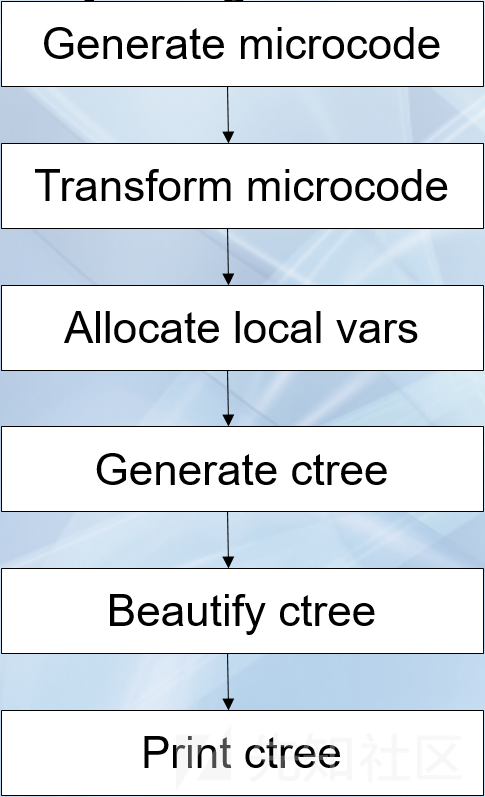 Generate microcode
Transform microcode
Allocate local vars
Generate ctree
Beautify ctree
Print ctree
先知社区